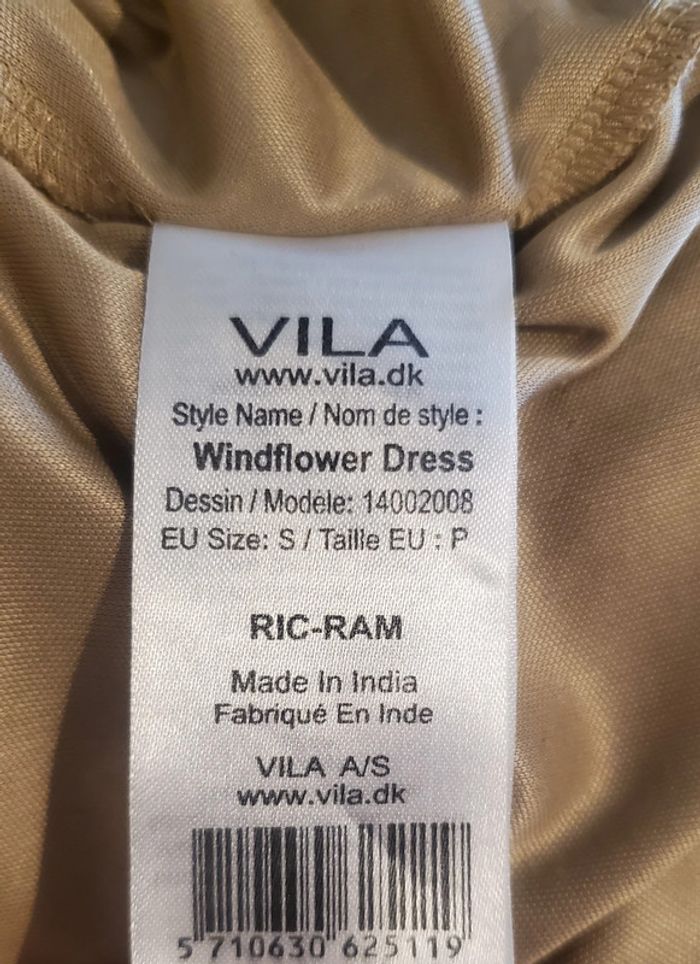 VILA
www.vila.dk
Style Name / Nom de style :
Windflower Dress
Dessin / Modele: 14002008
EU Size: S / Taille EU : P
RIC-RAM
Made In India
Fabriqué En Inde
VILA A/S
www.vila.dk
5 710630 625119